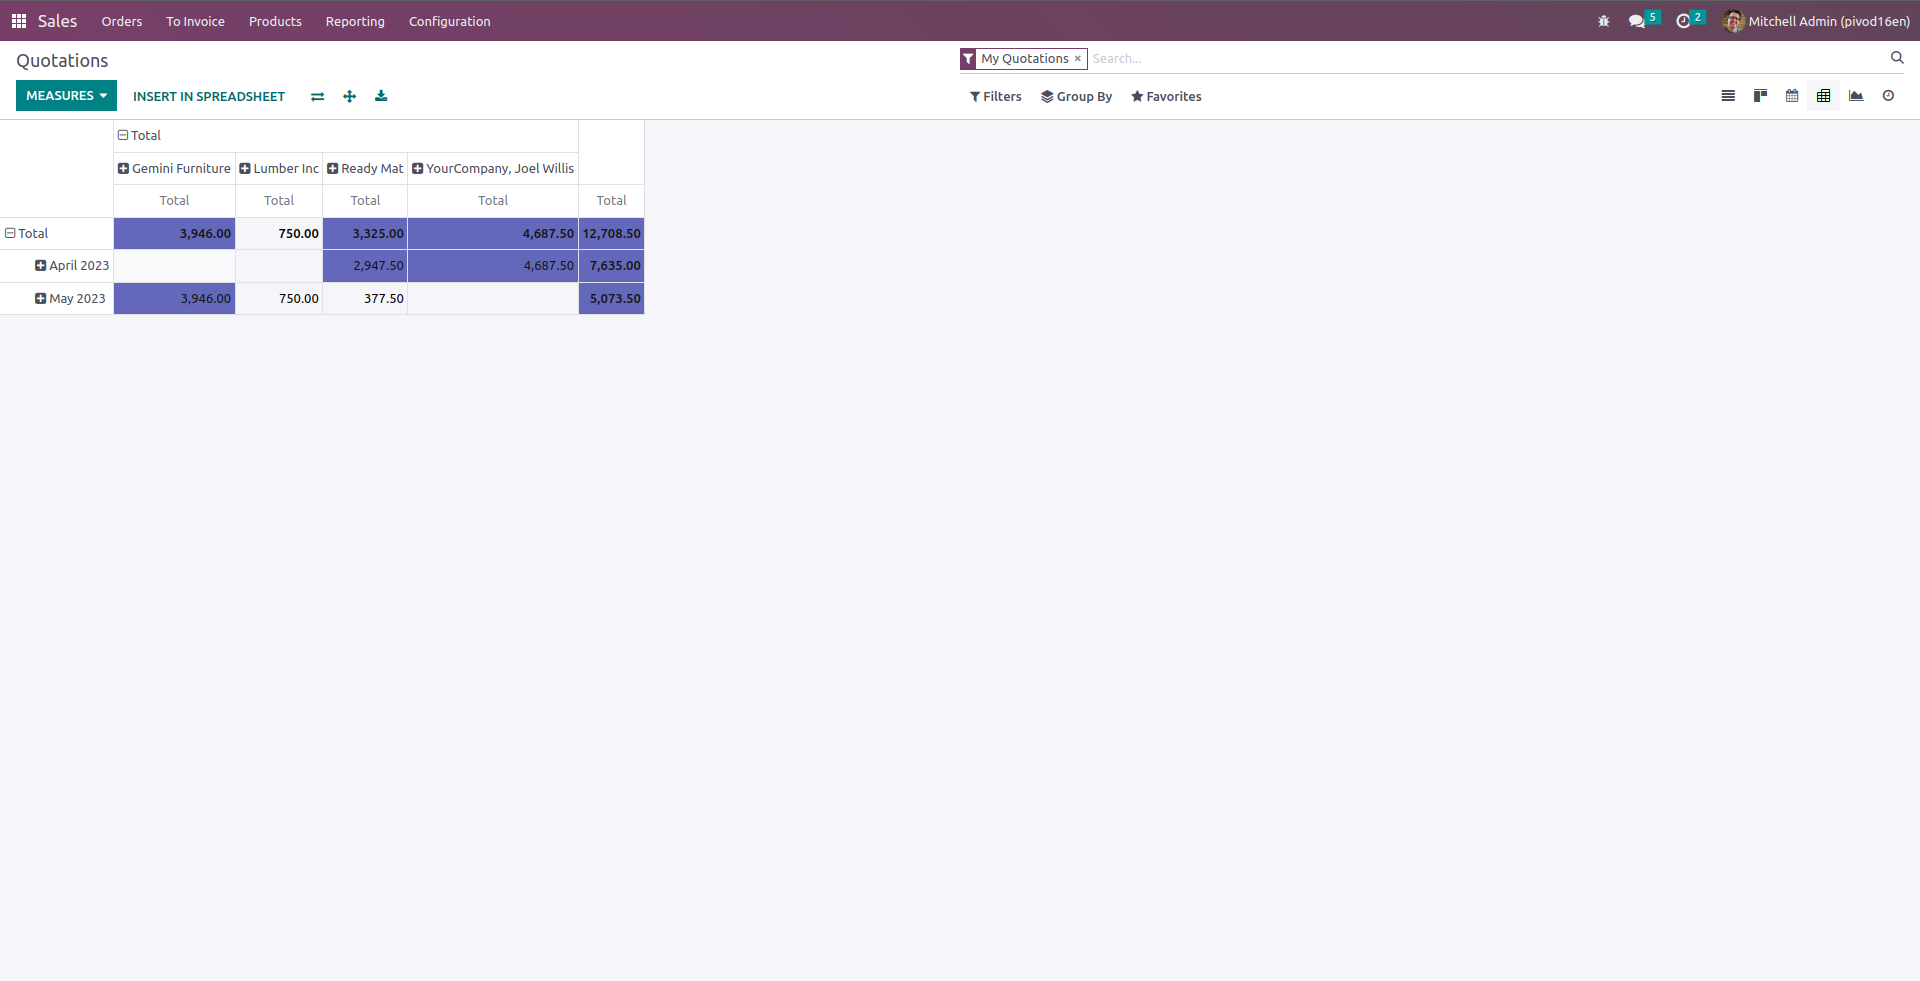 Sales Orders To Invoice Products Reporting Configuration 5 2 Mitchell Admin (pivod16en)
Quotations My Quotations × Search...
MEASURES INSERT IN SPREADSHEET Filters Group By Favorites
Total
Gemini Furniture Lumber Inc Ready Mat YourCompany, Joel Willis
Total Total Total Total Total
Total 3,946.00 750.00 3,325.00 4,687.50 12,708.50
April 2023 2,947.50 4,687.50 7,635.00
May 2023 3,946.00 750.00 377.50 5,073.50